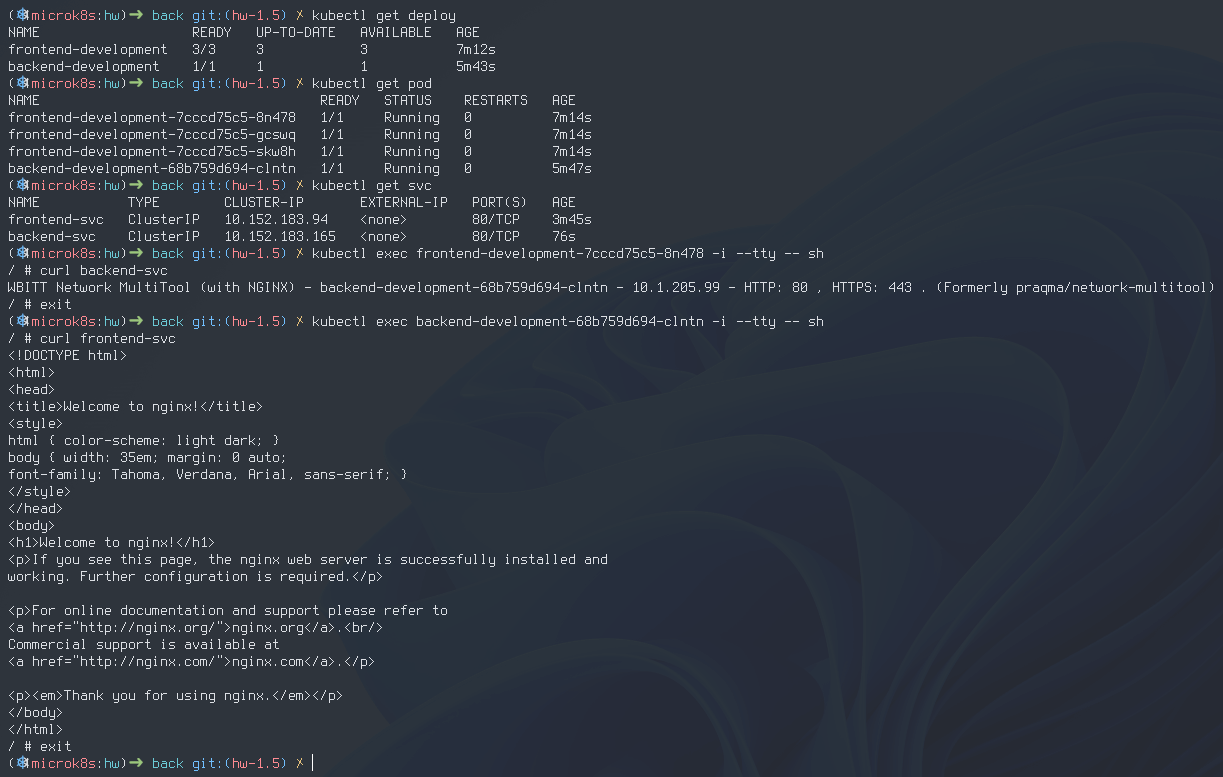 (⎈|microk8s:hw)➜ back git:(hw-1.5) ✗ kubectl get deploy
NAME                   READY   UP-TO-DATE   AVAILABLE   AGE
frontend-development   3/3     3            3           7m12s
backend-development    1/1     1            1           5m43s
(⎈|microk8s:hw)➜ back git:(hw-1.5) ✗ kubectl get pod
NAME                                   READY   STATUS    RESTARTS   AGE
frontend-development-7cccd75c5-8n478   1/1     Running   0          7m14s
frontend-development-7cccd75c5-gcswq   1/1     Running   0          7m14s
frontend-development-7cccd75c5-skw8h   1/1     Running   0          7m14s
backend-development-68b759d694-clntn   1/1     Running   0          5m47s
(⎈|microk8s:hw)➜ back git:(hw-1.5) ✗ kubectl get svc
NAME           TYPE        CLUSTER-IP       EXTERNAL-IP   PORT(S)   AGE
frontend-svc   ClusterIP   10.152.183.94    <none>        80/TCP    3m45s
backend-svc    ClusterIP   10.152.183.165   <none>        80/TCP    76s
(⎈|microk8s:hw)➜ back git:(hw-1.5) ✗ kubectl exec frontend-development-7cccd75c5-8n478 -i --tty -- sh
/ # curl backend-svc
WBITT Network MultiTool (with NGINX) - backend-development-68b759d694-clntn - 10.1.205.99 - HTTP: 80 , HTTPS: 443 . (Formerly praqma/network-multitool)
/ # exit
(⎈|microk8s:hw)➜ back git:(hw-1.5) ✗ kubectl exec backend-development-68b759d694-clntn -i --tty -- sh
/ # curl frontend-svc
<!DOCTYPE html>
<html>
<head>
<title>Welcome to nginx!</title>
<style>
html { color-scheme: light dark; }
body { width: 35em; margin: 0 auto;
font-family: Tahoma, Verdana, Arial, sans-serif; }
</style>
</head>
<body>
<h1>Welcome to nginx!</h1>
<p>If you see this page, the nginx web server is successfully installed and
working. Further configuration is required.</p>

<p>For online documentation and support please refer to
<a href="http://nginx.org/">nginx.org</a>.<br/>
Commercial support is available at
<a href="http://nginx.com/">nginx.com</a>.</p>

<p><em>Thank you for using nginx.</em></p>
</body>
</html>
/ # exit
(⎈|microk8s:hw)➜ back git:(hw-1.5) ✗